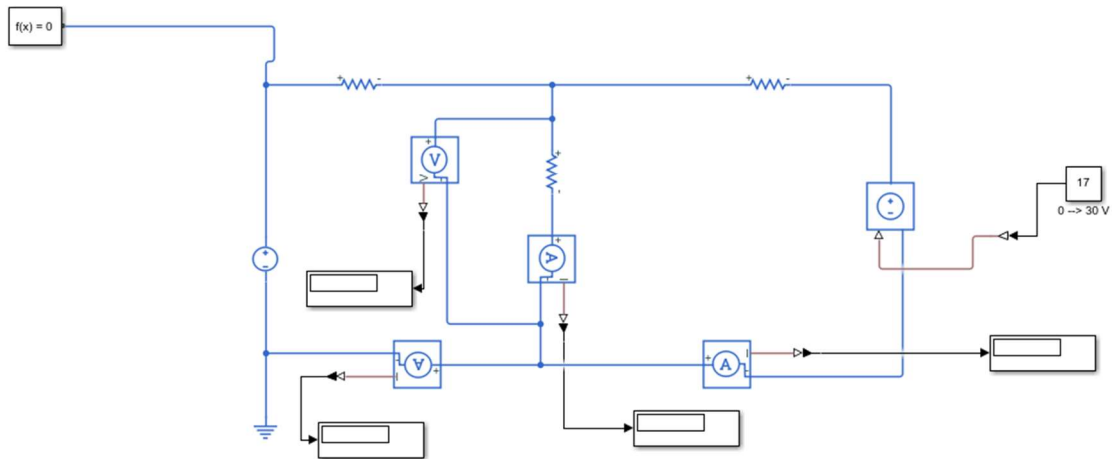 f(x) = 0
+
-
+
-
+
V
V
-
+
-
17
0 --> 30 V
+
-
+
-
+
A
-
I
A
-
+
I
+
A
I
-